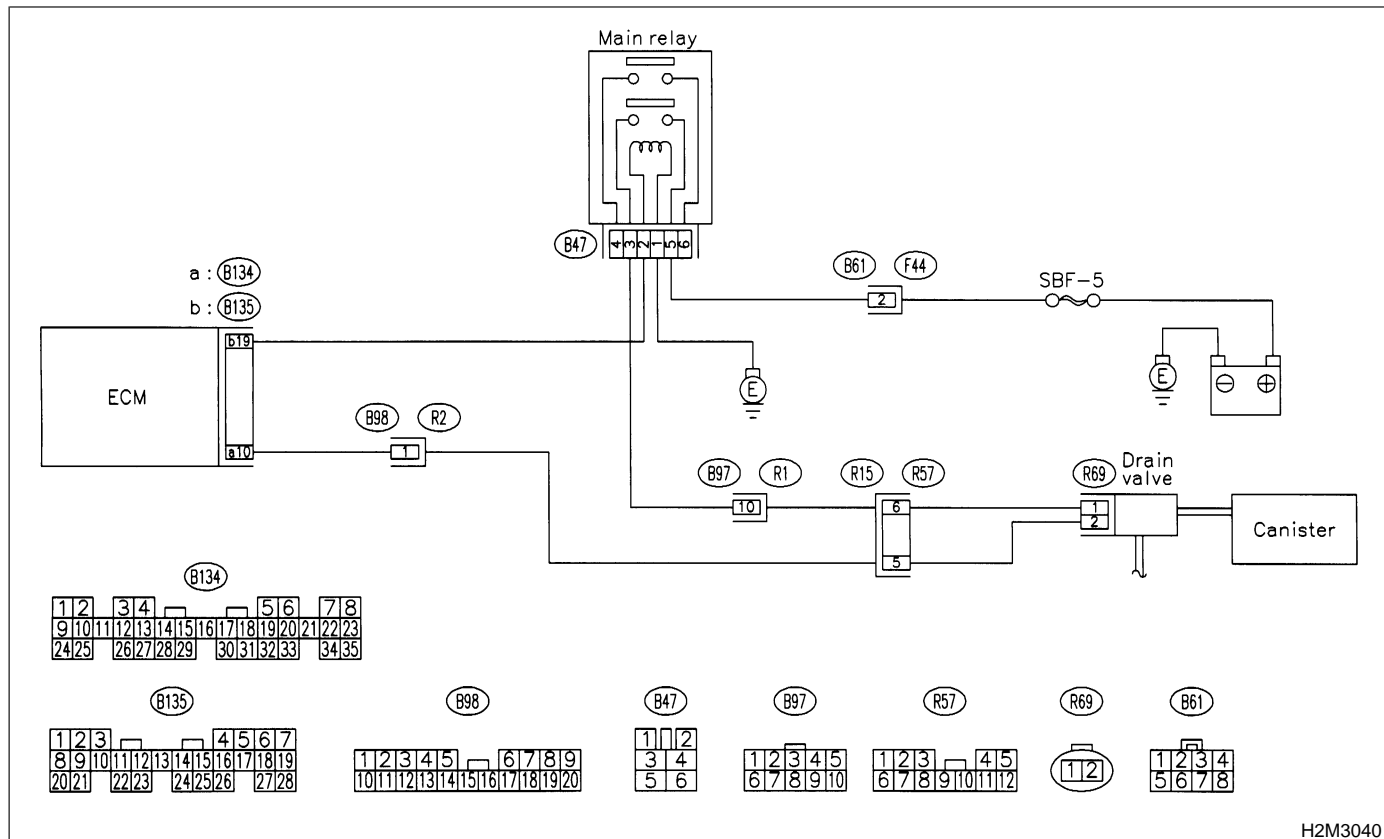 Main relay
B47
4 3 2 1 5 6
a : B134
b : B135
B61 F44
2
SBF-5
b19
ECM
a10
E
E
⊖ ⊕
B98 R2
1
B97 R1
10
R15 R57
6
5
R69
1
2
Drain
valve
Canister
B134
1 2 3 4 5 6 7 8
9 10 11 12 13 14 15 16 17 18 19 20 21 22 23
24 25 26 27 28 29 30 31 32 33 34 35
B135
1 2 3 4 5 6 7
8 9 10 11 12 13 14 15 16 17 18 19
20 21 22 23 24 25 26 27 28
B98
1 2 3 4 5 6 7 8 9
10 11 12 13 14 15 16 17 18 19 20
B47
1 2
3 4
5 6
B97
1 2 3 4 5
6 7 8 9 10
R57
1 2 3 4 5
6 7 8 9 10 11 12
R69
1 2
B61
1 2 3 4
5 6 7 8
H2M3040